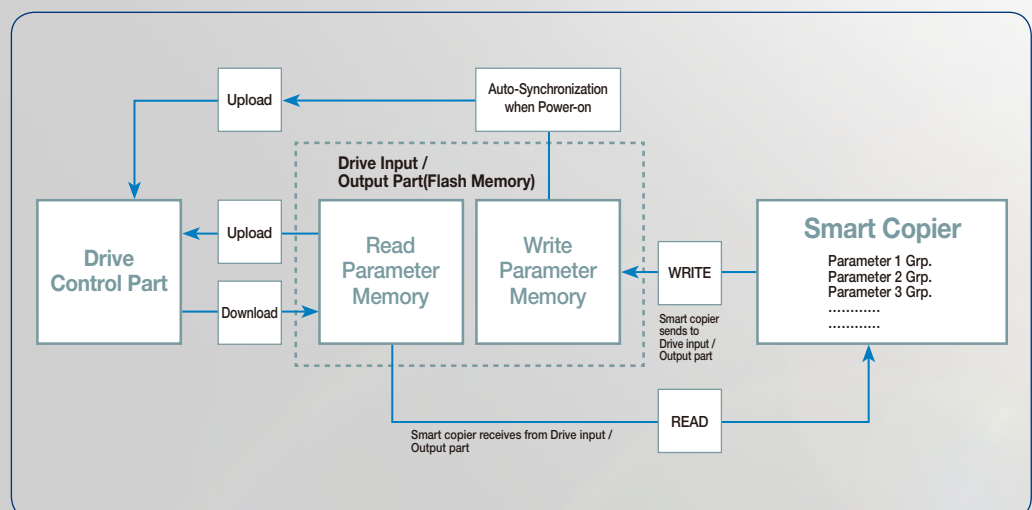 Upload
Auto-Synchronization
when Power-on
Drive Input /
Output Part(Flash Memory)
Drive
Control Part
Upload
Download
Read
Parameter
Memory
Write
Parameter
Memory
WRITE
Smart copier
sends to
Drive input /
Output part
Smart Copier
Parameter 1 Grp.
Parameter 2 Grp.
Parameter 3 Grp.
............
............
READ
Smart copier receives from Drive input /
Output part